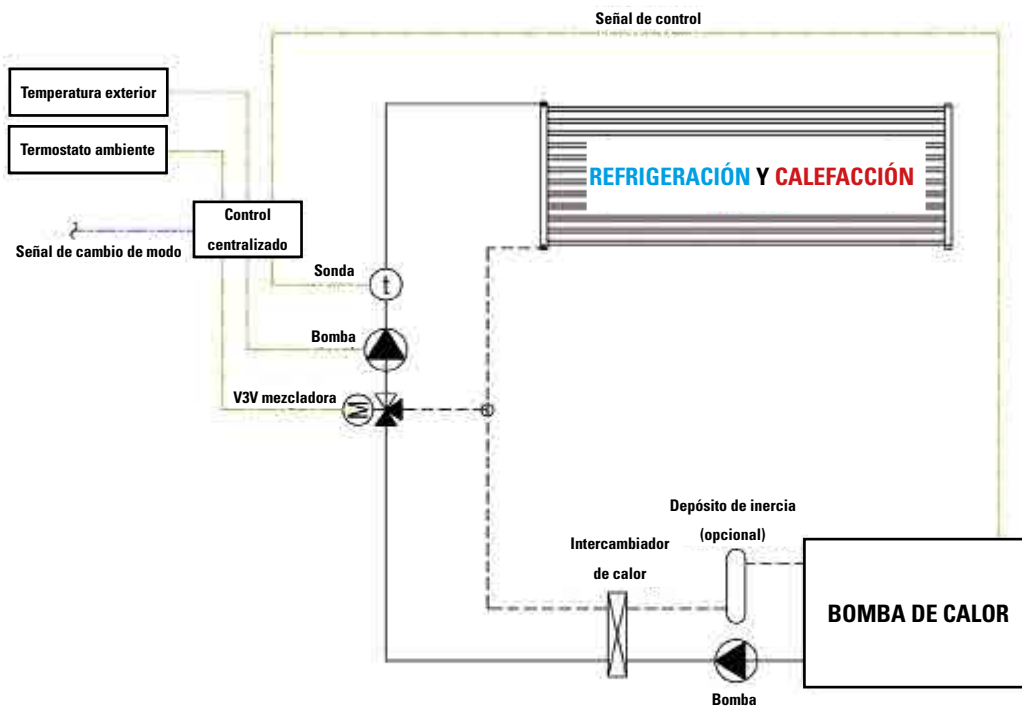 Señal de control
Temperatura exterior
Termostato ambiente
REFRIGERACIÓN Y CALEFACCIÓN
Control
centralizado
Señal de cambio de modo
Sonda
t
Bomba
V3V mezcladora
M
Depósito de inercia
(opcional)
Intercambiador
de calor
BOMBA DE CALOR
Bomba